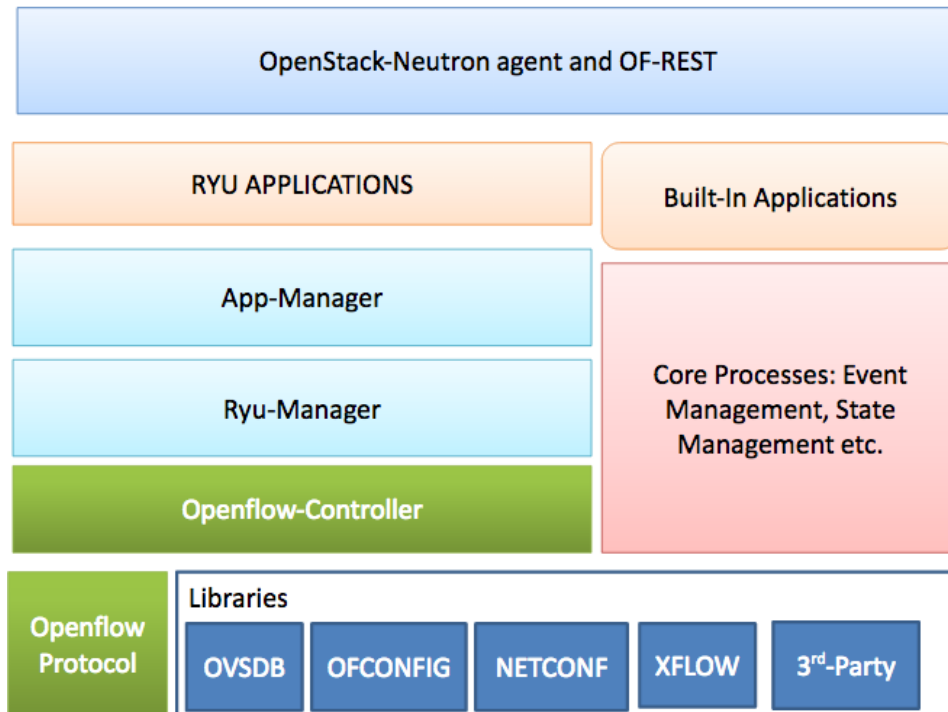 OpenStack-Neutron agent and OF-REST
RYU APPLICATIONS
Built-In Applications
App-Manager
Ryu-Manager
Core Processes: Event
Management, State
Management etc.
Openflow-Controller
Openflow
Protocol
Libraries
OVSDB
OFCONFIG
NETCONF
XFLOW
3rd-Party